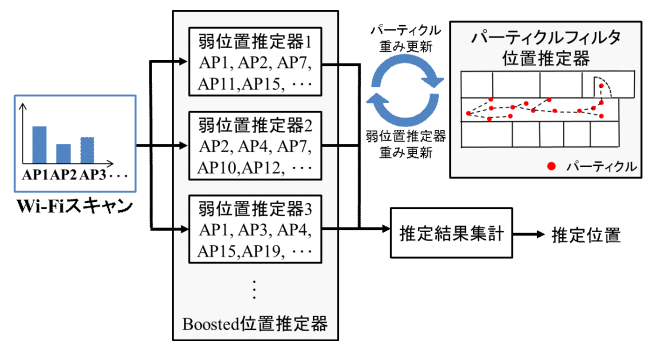 弱位置推定器1
AP1, AP2, AP7,
AP11,AP15, ···
弱位置推定器2
AP2, AP4, AP7,
AP10,AP12, ···
弱位置推定器3
AP1, AP3, AP4,
AP15,AP19, ···
⋮
Boosted位置推定器
AP1 AP2 AP3 ···
Wi-Fiスキャン
パーティクル
重み更新
弱位置推定器
重み更新
パーティクルフィルタ
位置推定器
パーティクル
推定結果集計
推定位置